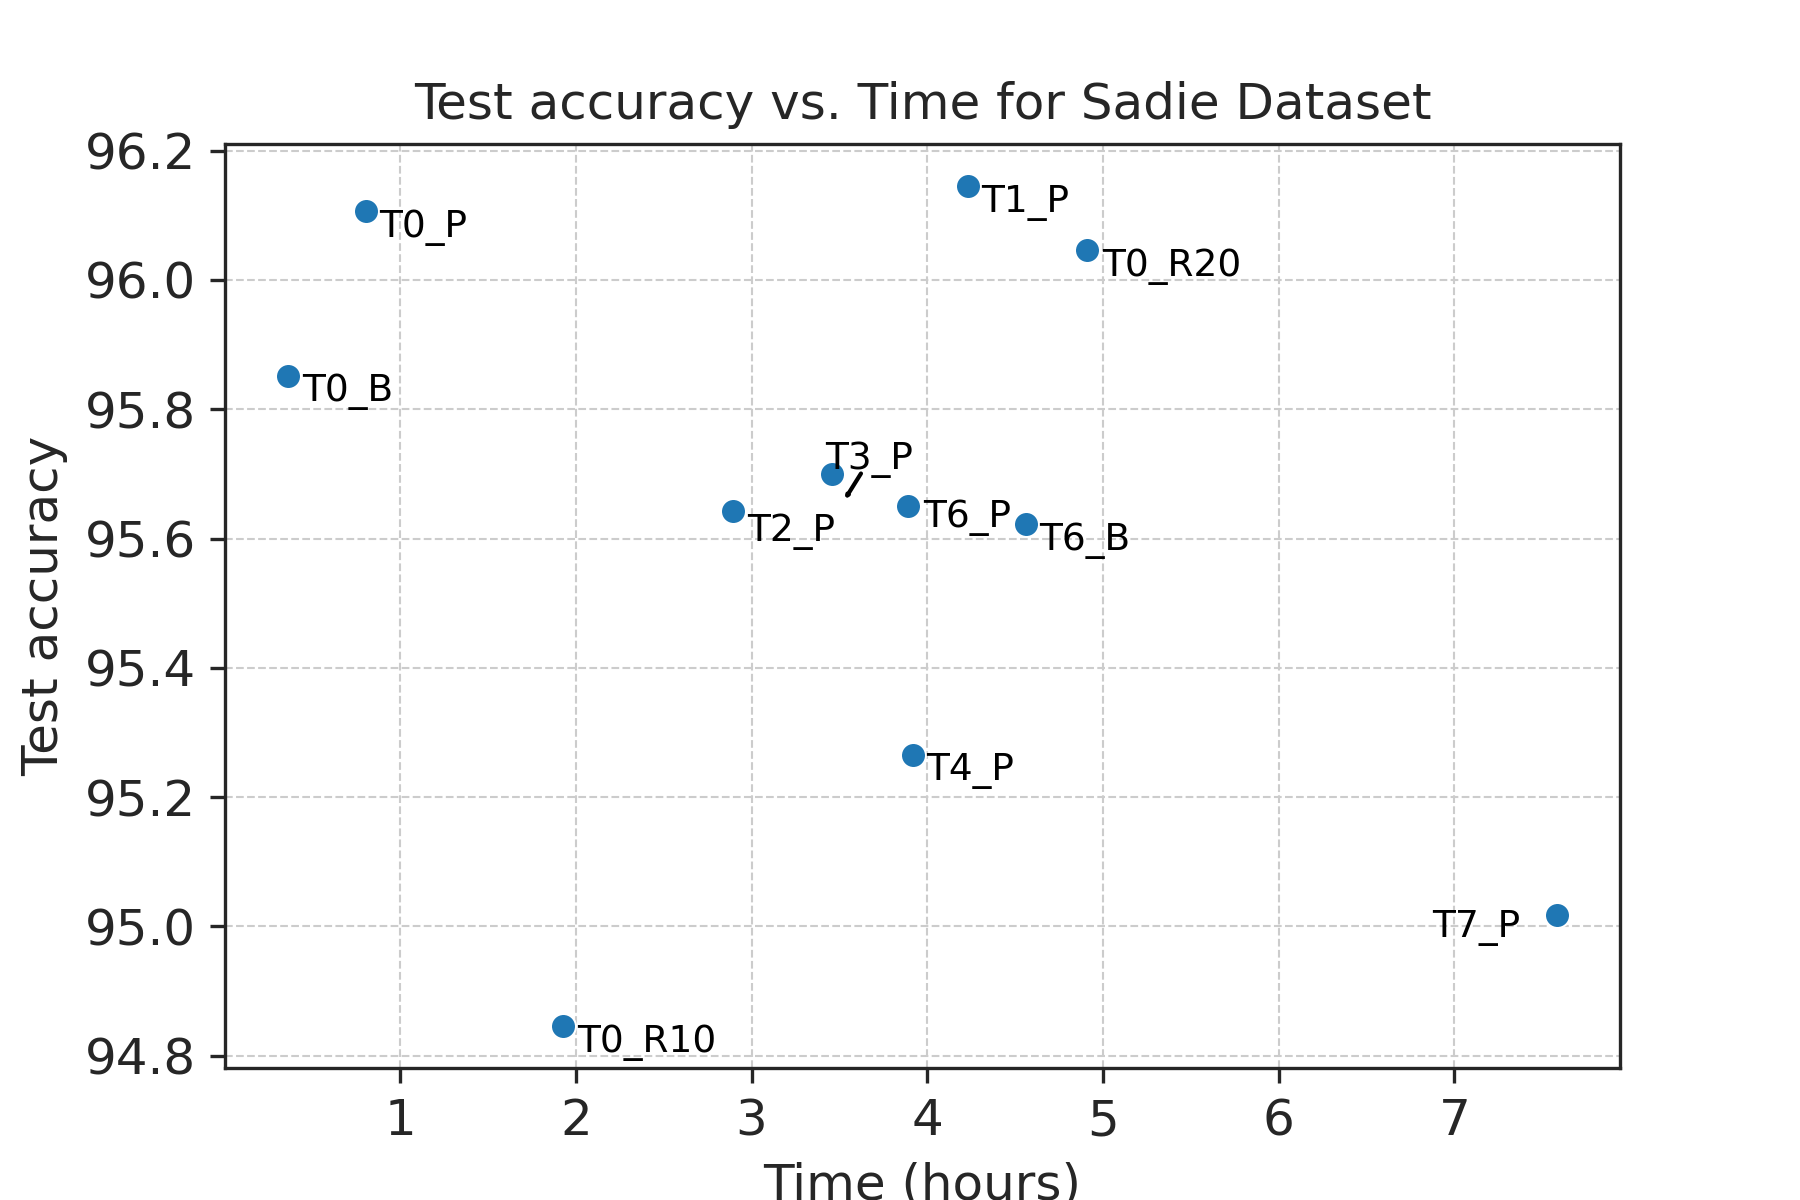 Test accuracy vs. Time for Sadie Dataset
96.2
96.0
95.8
95.6
95.4
95.2
95.0
94.8
Test accuracy
T0_P
T1_P
T0_R20
T0_B
T3_P
T2_P
T6_P
T6_B
T4_P
T7_P
T0_R10
1 2 3 4 5 6 7
Time (hours)